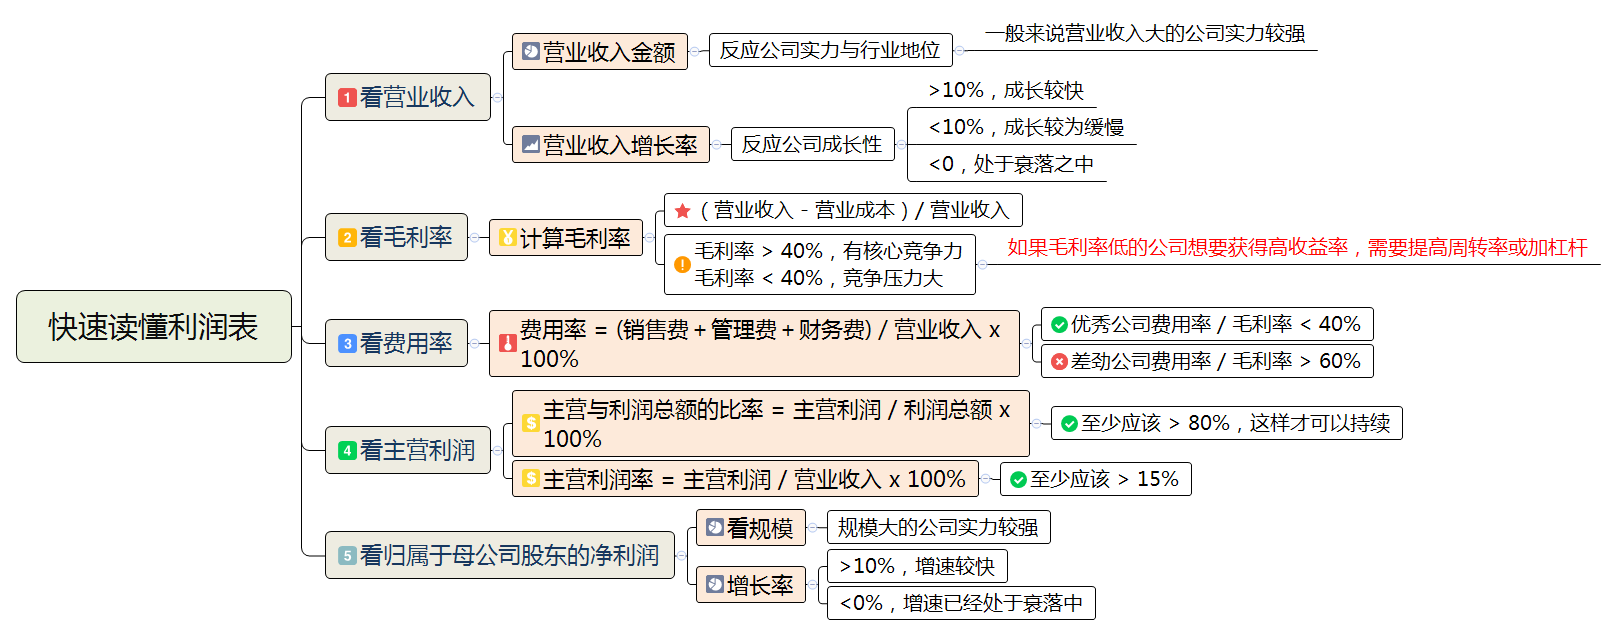 快速读懂利润表
1 看营业收入
营业收入金额
反应公司实力与行业地位
一般来说营业收入大的公司实力较强
营业收入增长率
反应公司成长性
>10%，成长较快
<10%，成长较为缓慢
<0，处于衰落之中
2 看毛利率
计算毛利率
（营业收入 - 营业成本）/ 营业收入
毛利率 > 40%，有核心竞争力
毛利率 < 40%，竞争压力大
如果毛利率低的公司想要获得高收益率，需要提高周转率或加杠杆
3 看费用率
费用率 = (销售费 + 管理费 + 财务费) / 营业收入 x
100%
优秀公司费用率 / 毛利率 < 40%
差劲公司费用率 / 毛利率 > 60%
4 看主营利润
主营与利润总额的比率 = 主营利润 / 利润总额 x
100%
至少应该 > 80%，这样才可以持续
主营利润率 = 主营利润 / 营业收入 x 100%
至少应该 > 15%
5 看归属于母公司股东的净利润
看规模
规模大的公司实力较强
增长率
>10%，增速较快
<0%，增速已经处于衰落中